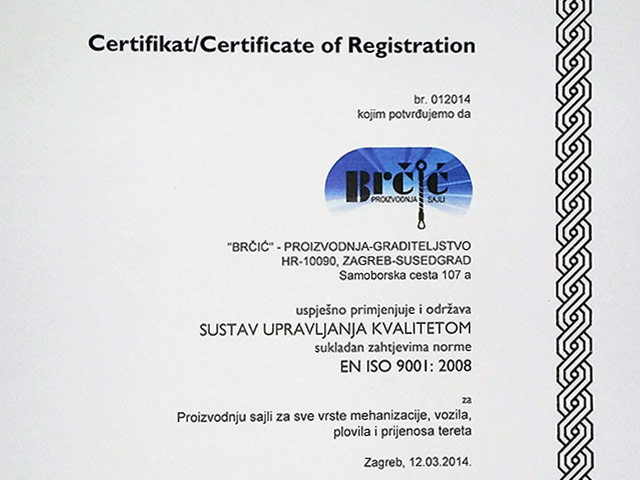 Certifikat/Certificate of Registration
br. 012014
kojim potvrđujemo da
Brčić
PROIZVODNJA SAJLI
"BRČIĆ" - PROIZVODNJA-GRADITELJSTVO
HR-10090, ZAGREB-SUSEDGRAD
Samoborska cesta 107 a
uspješno primjenjuje i održava
SUSTAV UPRAVLJANJA KVALITETOM
sukladan zahtjevima norme
EN ISO 9001: 2008
za
Proizvodnju sajli za sve vrste mehanizacije, vozila,
plovila i prijenosa tereta
Zagreb, 12.03.2014.